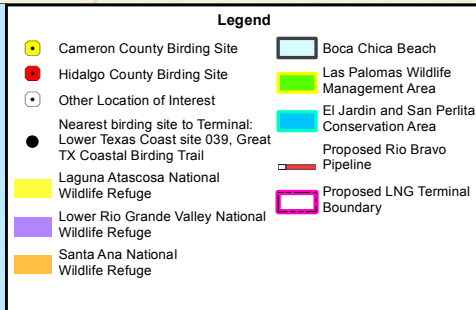 Legend
Cameron County Birding Site
Hidalgo County Birding Site
Other Location of Interest
Nearest birding site to Terminal:
Lower Texas Coast site 039, Great
TX Coastal Birding Trail
Laguna Atascosa National
Wildlife Refuge
Lower Rio Grande Valley National
Wildlife Refuge
Santa Ana National
Wildlife Refuge
Boca Chica Beach
Las Palomas Wildlife
Management Area
El Jardin and San Perlita
Conservation Area
Proposed Rio Bravo
Pipeline
Proposed LNG Terminal
Boundary